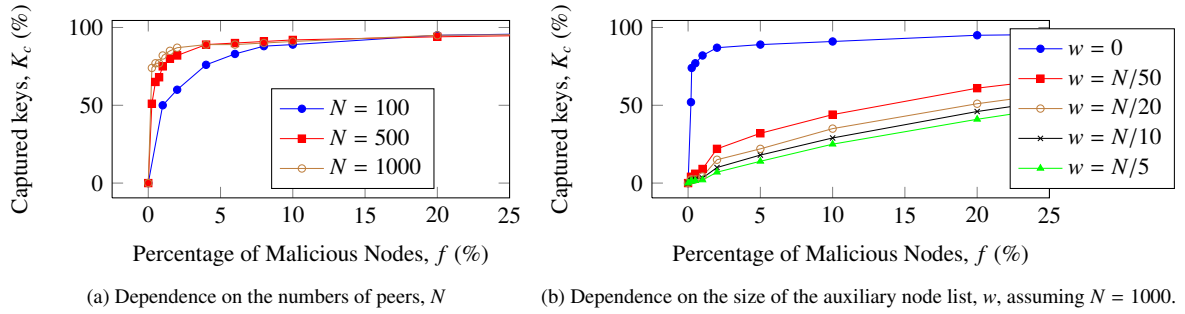 100
50
0
Captured keys, K_c (%)
0
5
10
15
20
25
Percentage of Malicious Nodes, f (%)
N = 100
N = 500
N = 1000
(a) Dependence on the numbers of peers, N
100
50
0
Captured keys, K_c (%)
0
5
10
15
20
25
Percentage of Malicious Nodes, f (%)
w = 0
w = N/50
w = N/20
w = N/10
w = N/5
(b) Dependence on the size of the auxiliary node list, w, assuming N = 1000.